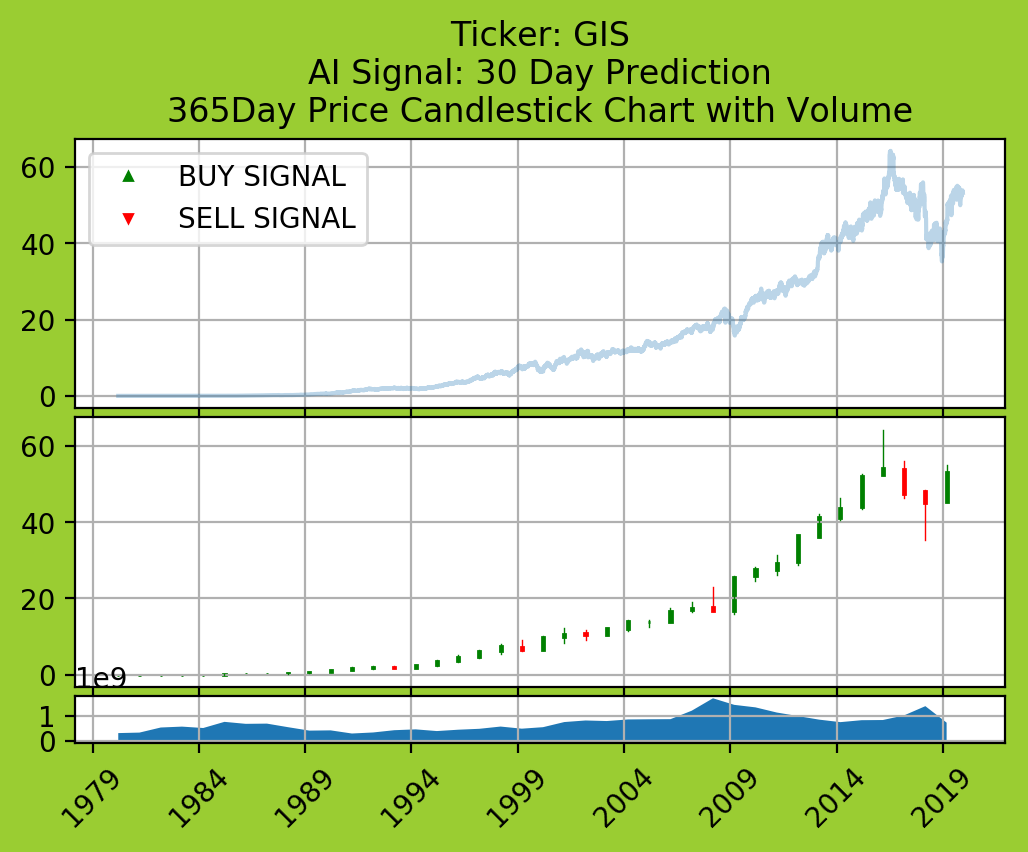 Ticker: GIS
AI Signal: 30 Day Prediction
365Day Price Candlestick Chart with Volume
BUY SIGNAL
SELL SIGNAL
60
40
20
0
60
40
20
0
1e9
1
0
1979 1984 1989 1994 1999 2004 2009 2014 2019